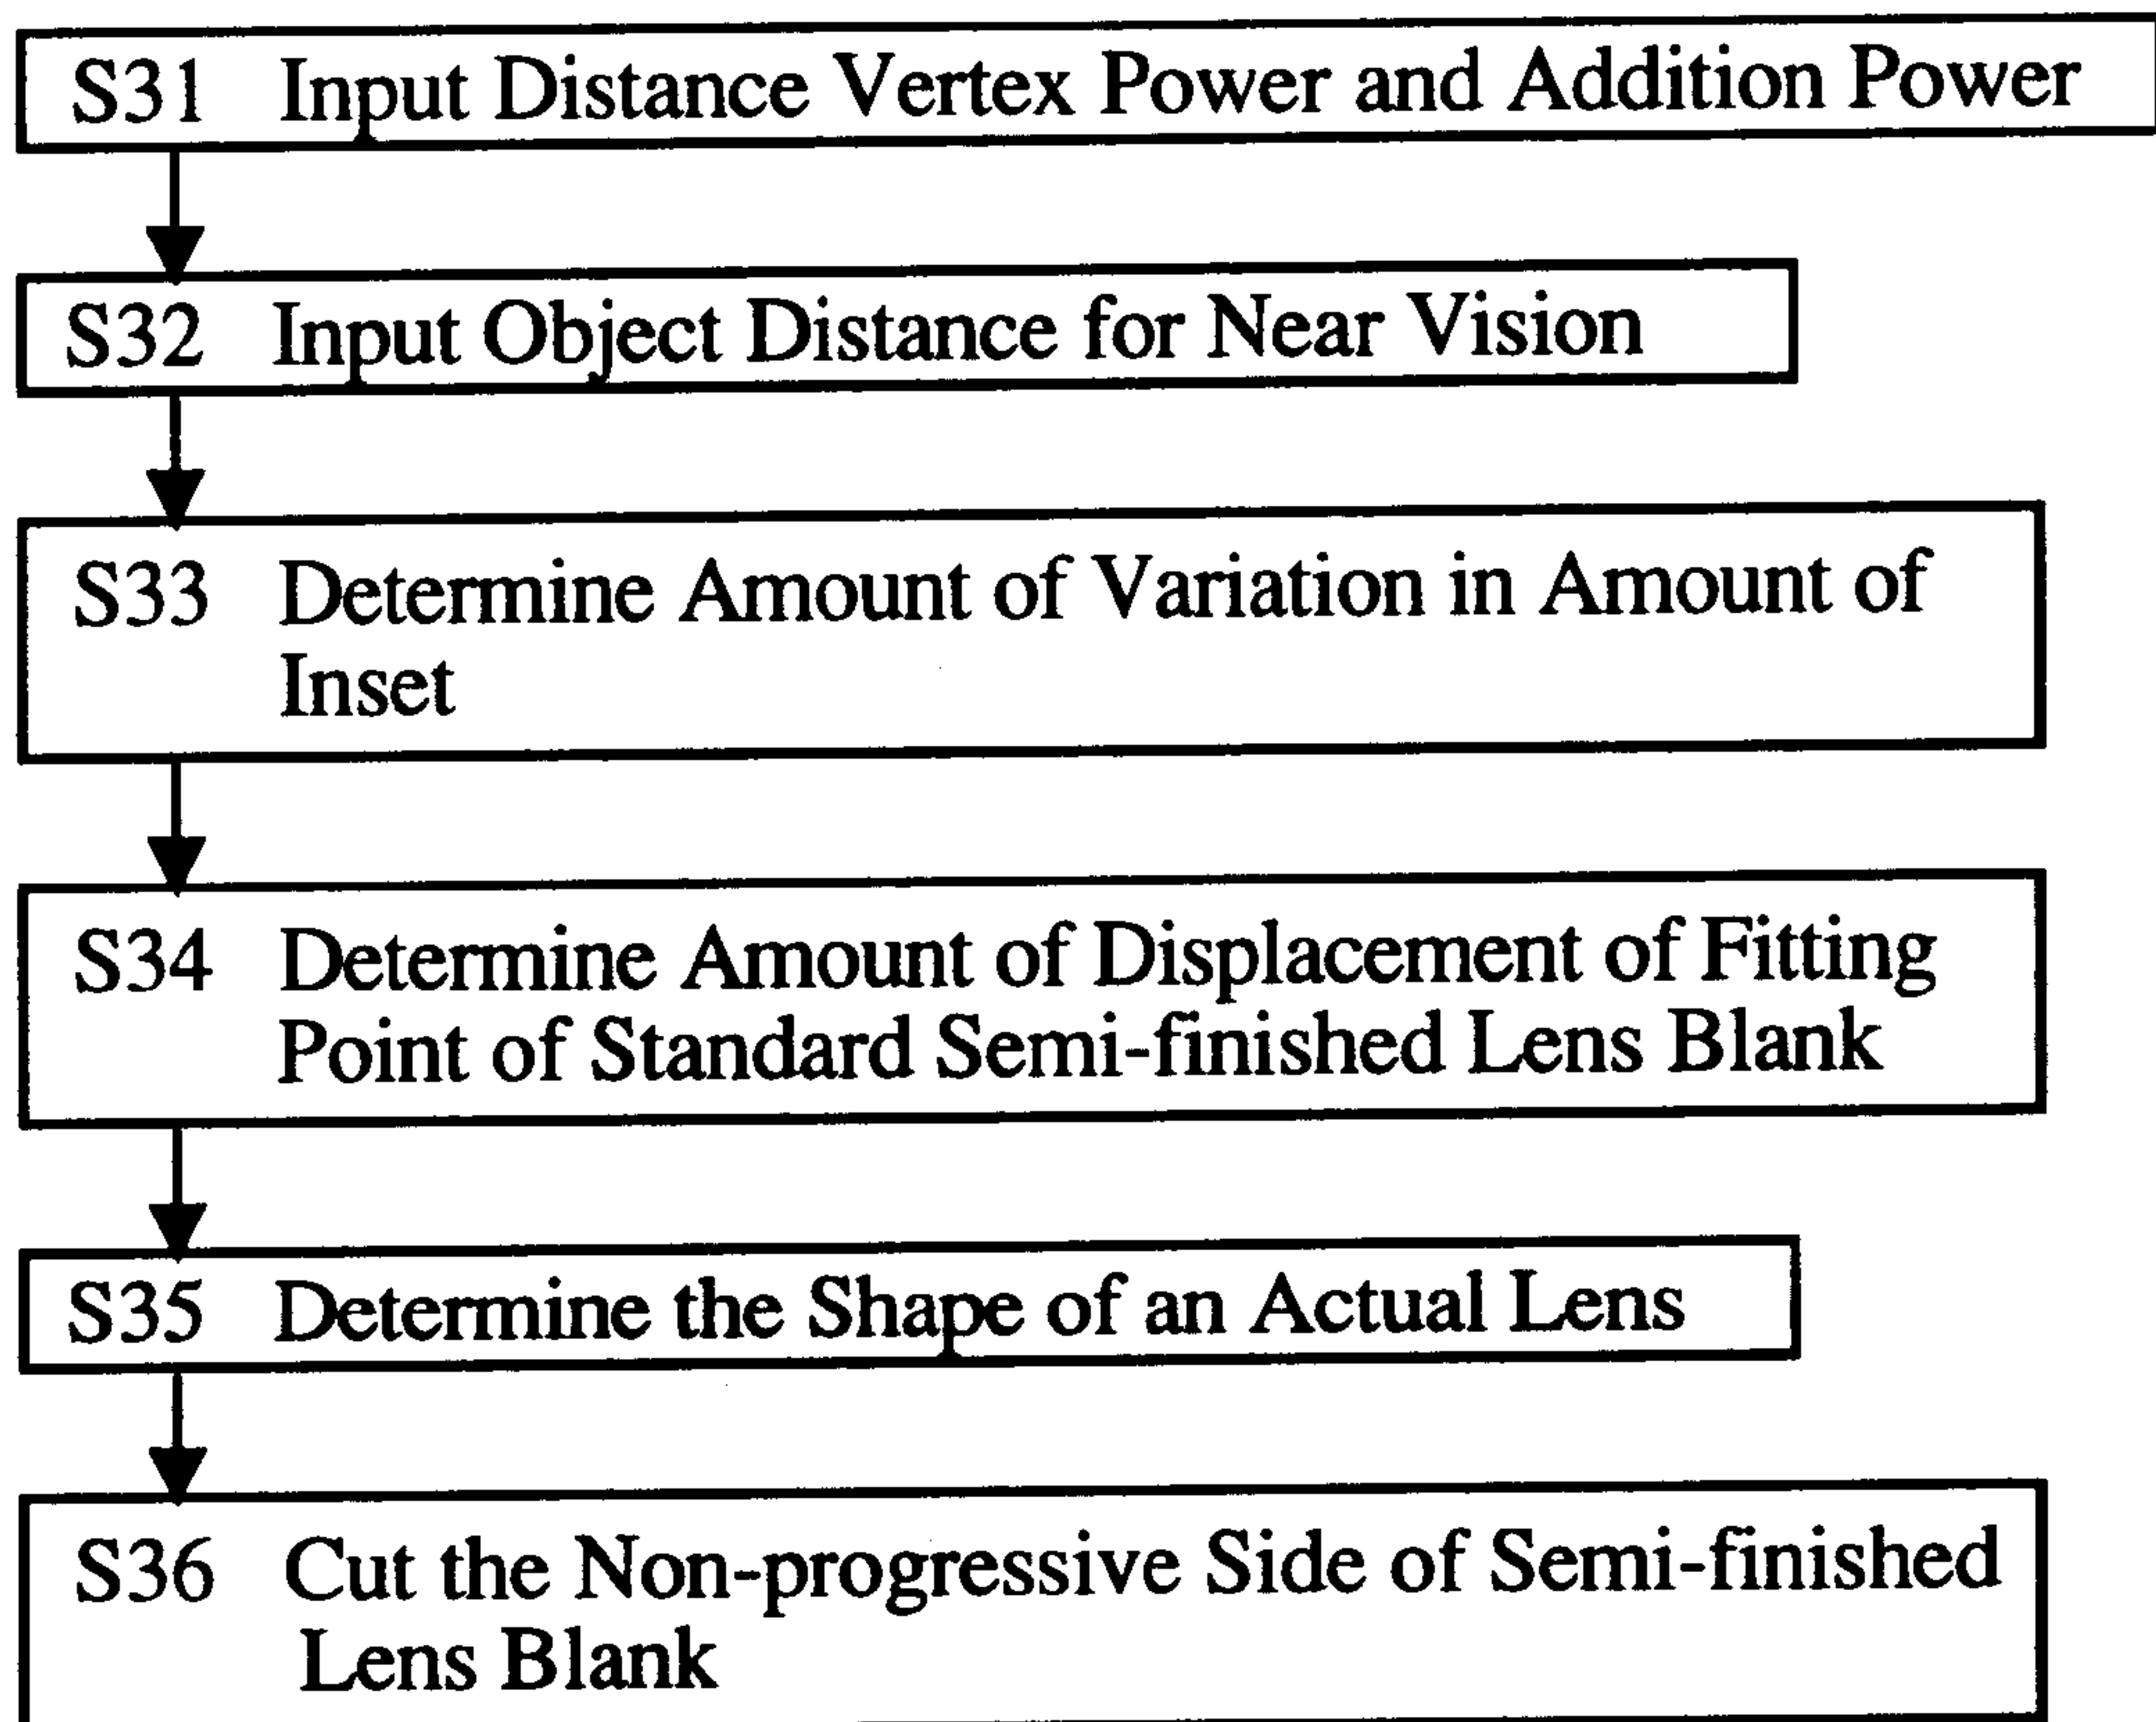 S31 Input Distance Vertex Power and Addition Power
S32 Input Object Distance for Near Vision
S33 Determine Amount of Variation in Amount of
Inset
S34 Determine Amount of Displacement of Fitting
Point of Standard Semi-finished Lens Blank
S35 Determine the Shape of an Actual Lens
S36 Cut the Non-progressive Side of Semi-finished
Lens Blank